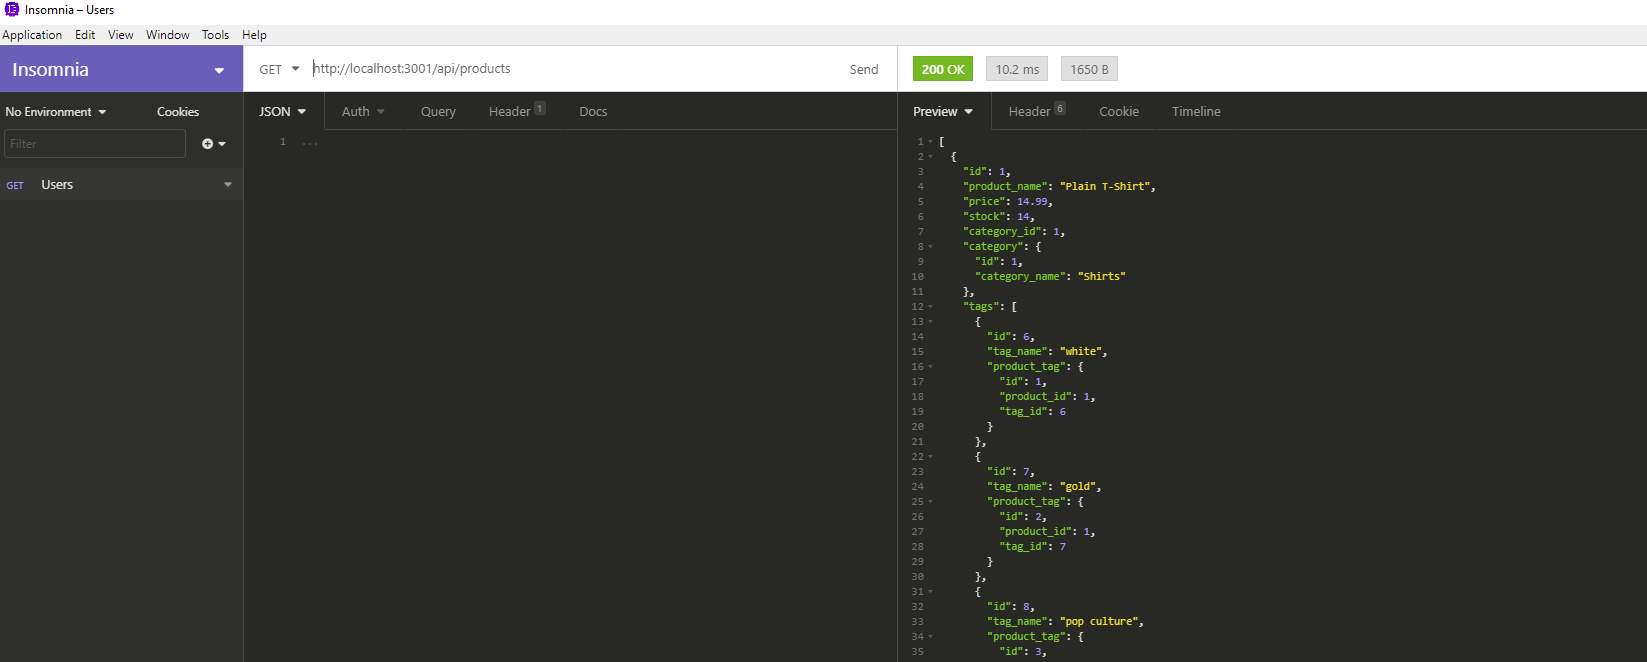 Insomnia – Users
Application Edit View Window Tools Help
Insomnia
GET http://localhost:3001/api/products Send
200 OK 10.2 ms 1650 B
No Environment Cookies
Filter
GET Users
JSON Auth Query Header 1 Docs
1 ...
Preview Header 6 Cookie Timeline
1 [
2 {
3 "id": 1,
4 "product_name": "Plain T-Shirt",
5 "price": 14.99,
6 "stock": 14,
7 "category_id": 1,
8 "category": {
9 "id": 1,
10 "category_name": "Shirts"
11 },
12 "tags": [
13 {
14 "id": 6,
15 "tag_name": "white",
16 "product_tag": {
17 "id": 1,
18 "product_id": 1,
19 "tag_id": 6
20 }
21 },
22 {
23 "id": 7,
24 "tag_name": "gold",
25 "product_tag": {
26 "id": 2,
27 "product_id": 1,
28 "tag_id": 7
29 }
30 },
31 {
32 "id": 8,
33 "tag_name": "pop culture",
34 "product_tag": {
35 "id": 3,